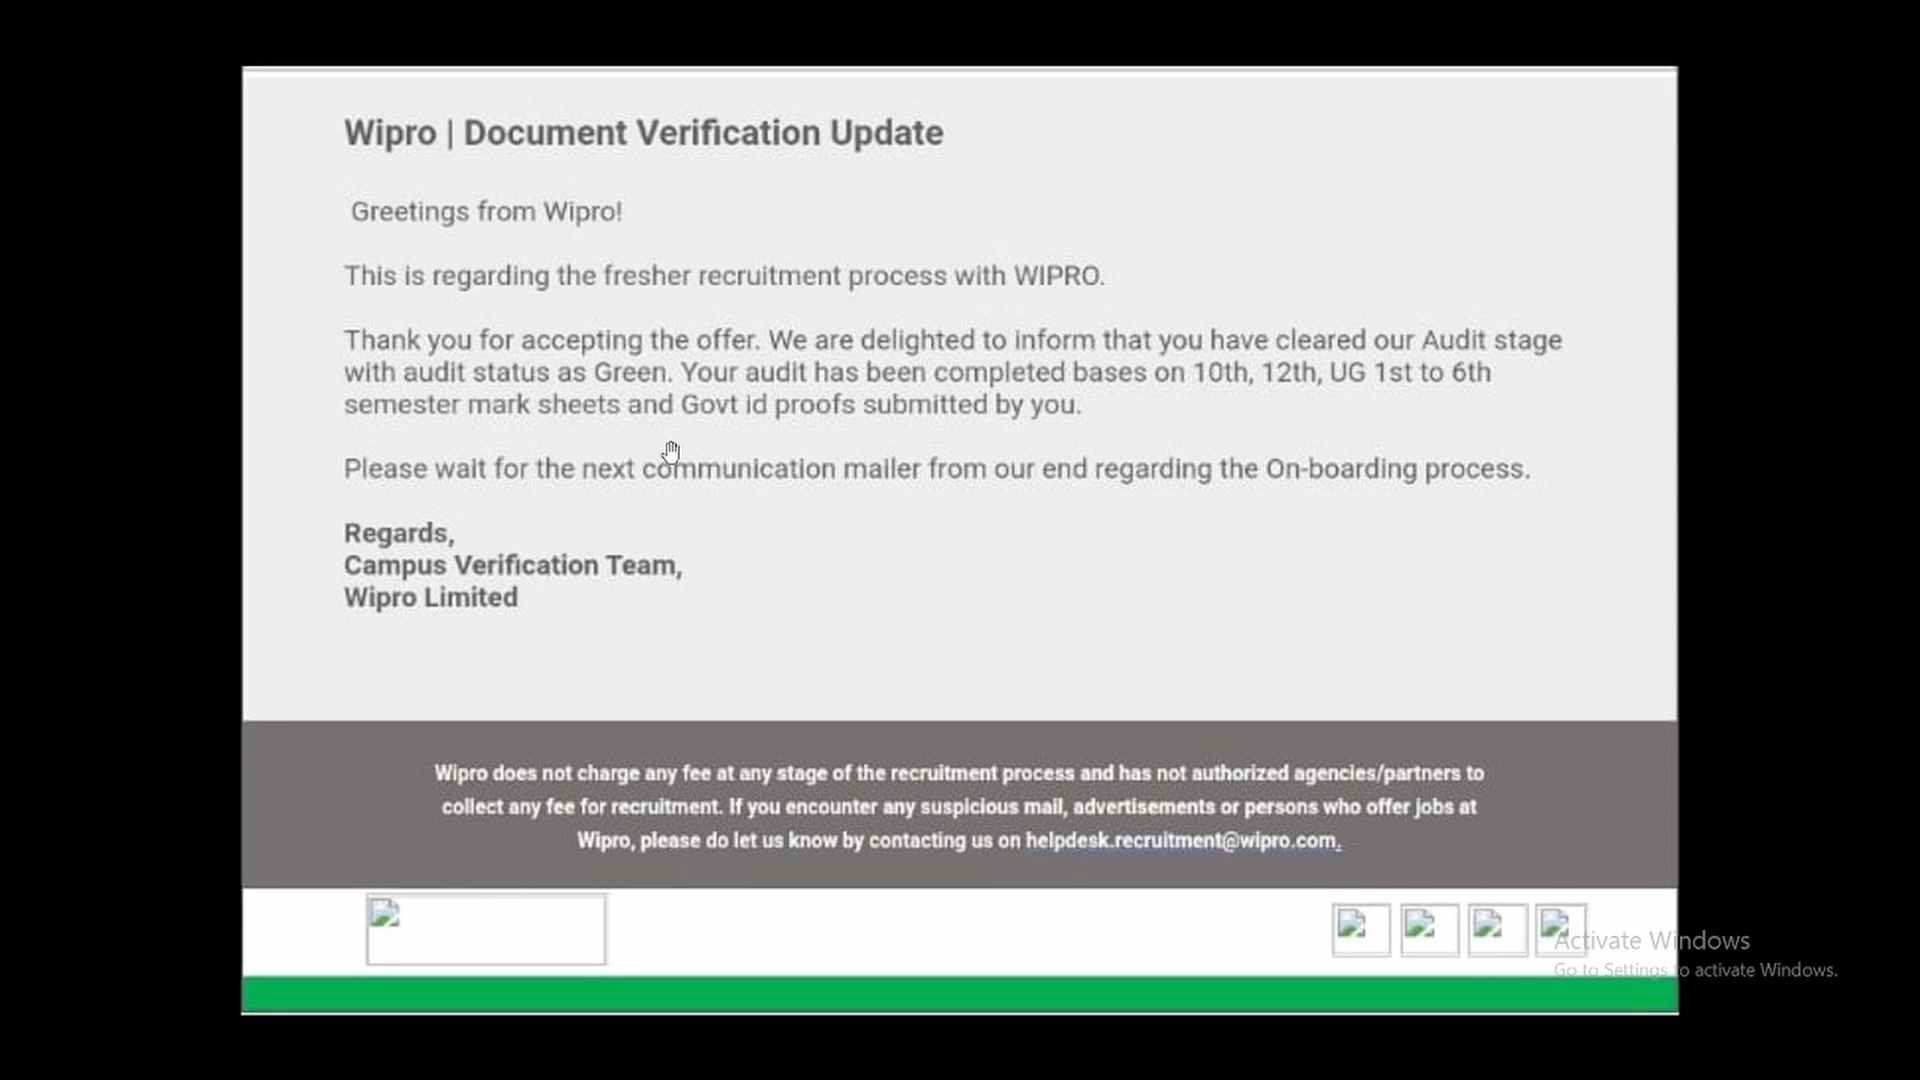 Wipro | Document Verification Update
Greetings from Wipro!
This is regarding the fresher recruitment process with WIPRO.
Thank you for accepting the offer. We are delighted to inform that you have cleared our Audit stage
with audit status as Green. Your audit has been completed bases on 10th, 12th, UG 1st to 6th
semester mark sheets and Govt id proofs submitted by you.
Please wait for the next communication mailer from our end regarding the On-boarding process.
Regards,
Campus Verification Team,
Wipro Limited
Wipro does not charge any fee at any stage of the recruitment process and has not authorized agencies/partners to
collect any fee for recruitment. If you encounter any suspicious mail, advertisements or persons who offer jobs at
Wipro, please do let us know by contacting us on helpdesk.recruitment@wipro.com.
Activate Windows
Go to Settings to activate Windows.